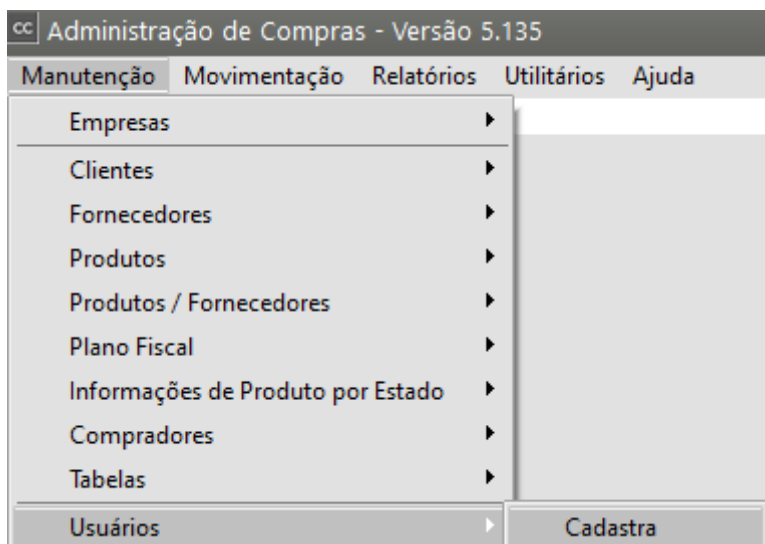 cc Administração de Compras - Versão 5.135
Manutenção Movimentação Relatórios Utilitários Ajuda
Empresas
Clientes
Fornecedores
Produtos
Produtos / Fornecedores
Plano Fiscal
Informações de Produto por Estado
Compradores
Tabelas
Usuários Cadastra